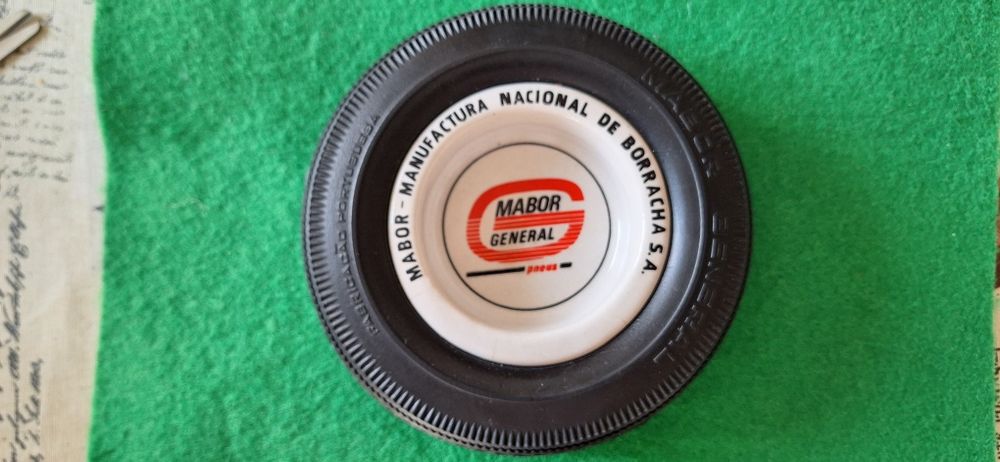 MABOR - MANUFACTURA NACIONAL DE BORRACHA S.A.
MABOR
GENERAL
pneus
MABOR GENERAL
FABRICAÇÃO PORTUGUESA